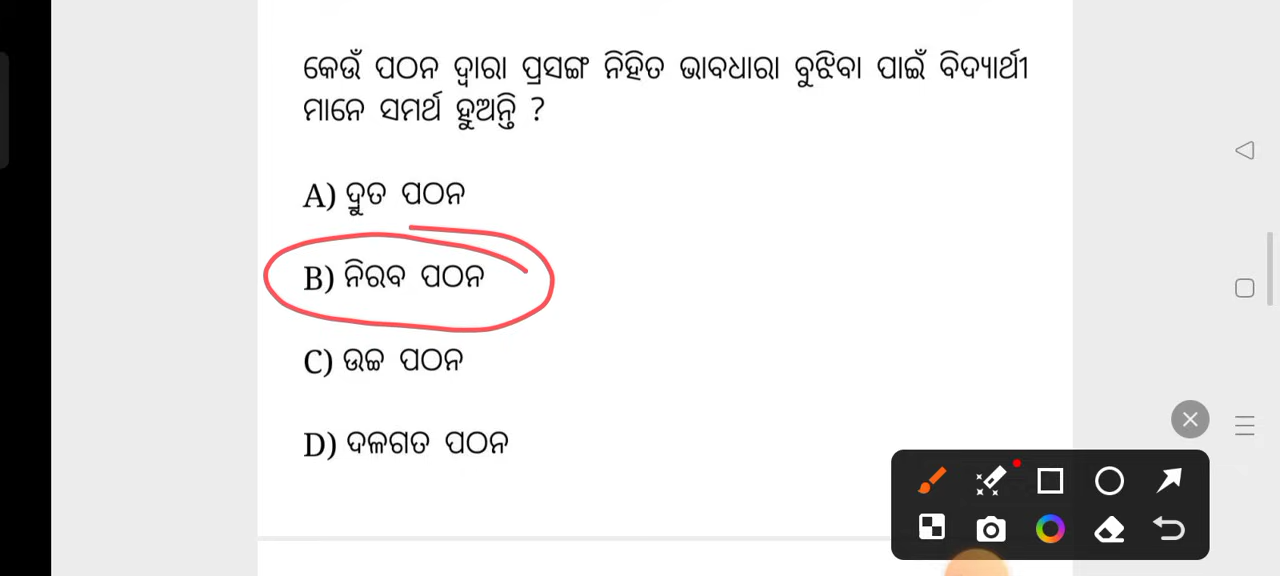 କେଉଁ ପଠନ ଦ୍ୱାରା ପ୍ରସଙ୍ଗ ନିହିତ ଭାବଧାରା ବୁଝିବା ପାଇଁ ବିଦ୍ୟାର୍ଥୀ
ମାନେ ସମର୍ଥ ହୁଅନ୍ତି ?
A) ଦ୍ରୁତ ପଠନ
B) ନିରବ ପଠନ
C) ଉଚ୍ଚ ପଠନ
D) ଦଳଗତ ପଠନ